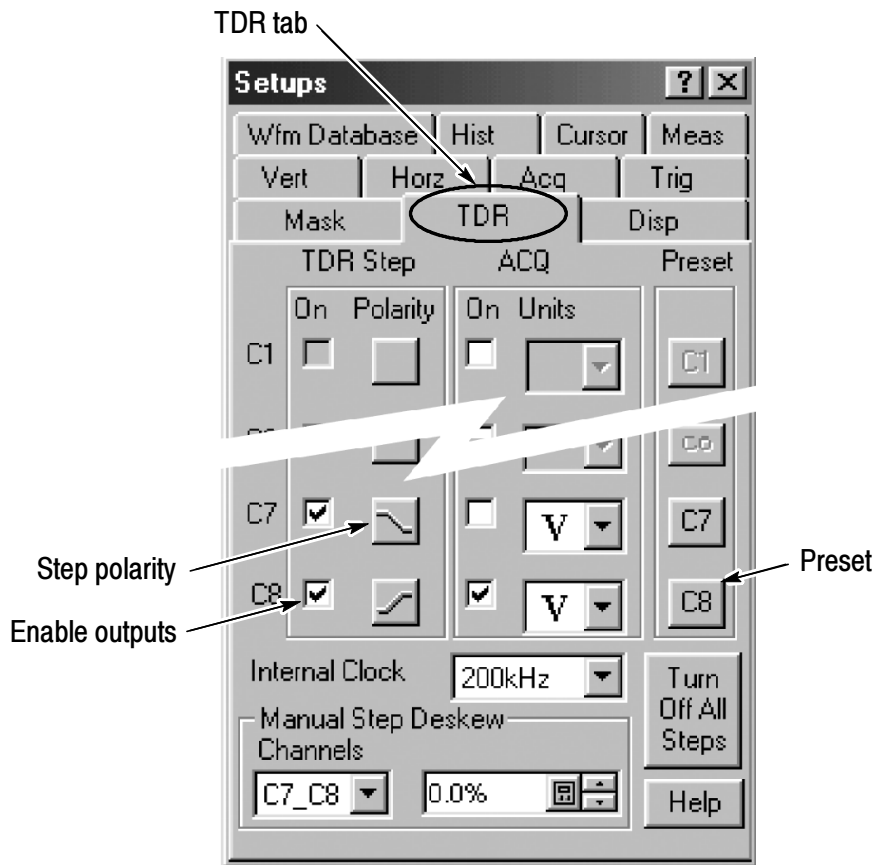 TDR tab
Setups
? ×
Wfm Database Hist Cursor Meas
Vert Horz Acq Trig
Mask TDR Disp
TDR Step ACQ Preset
On Polarity On Units
C1 C1
C7 V C7
Step polarity
Preset
C8 V C8
Enable outputs
Internal Clock 200kHz
Turn
Off All
Steps
Manual Step Deskew
Channels
C7_C8 0.0%
Help